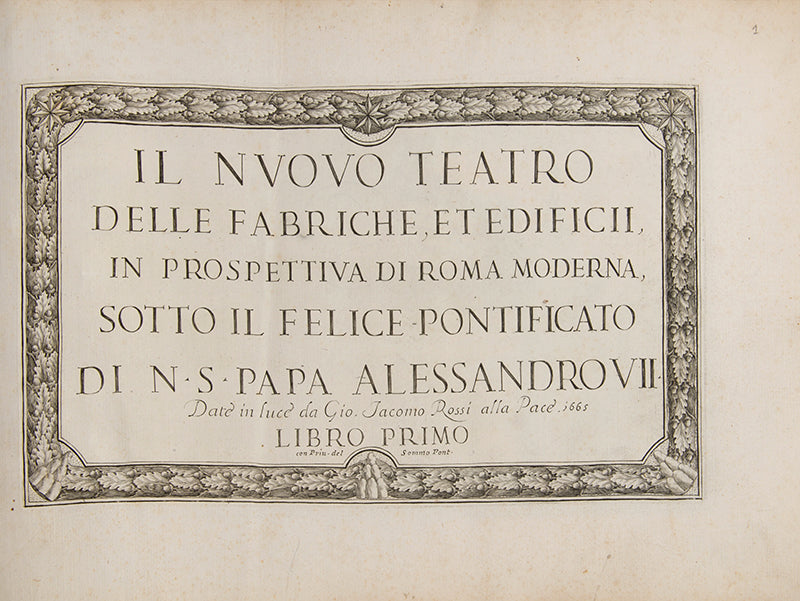 1
IL NVOVO TEATRO
DELLE FABRICHE, ET EDIFICII,
IN PROSPETTIVA DI ROMA MODERNA,
SOTTO IL FELICE PONTIFICATO
DI N·S·PAPA ALESSANDRO VII·
Date in luce da Gio. Jacomo Rossi alla Pace. 1665
LIBRO PRIMO
con Priu· del Sommo Pont·